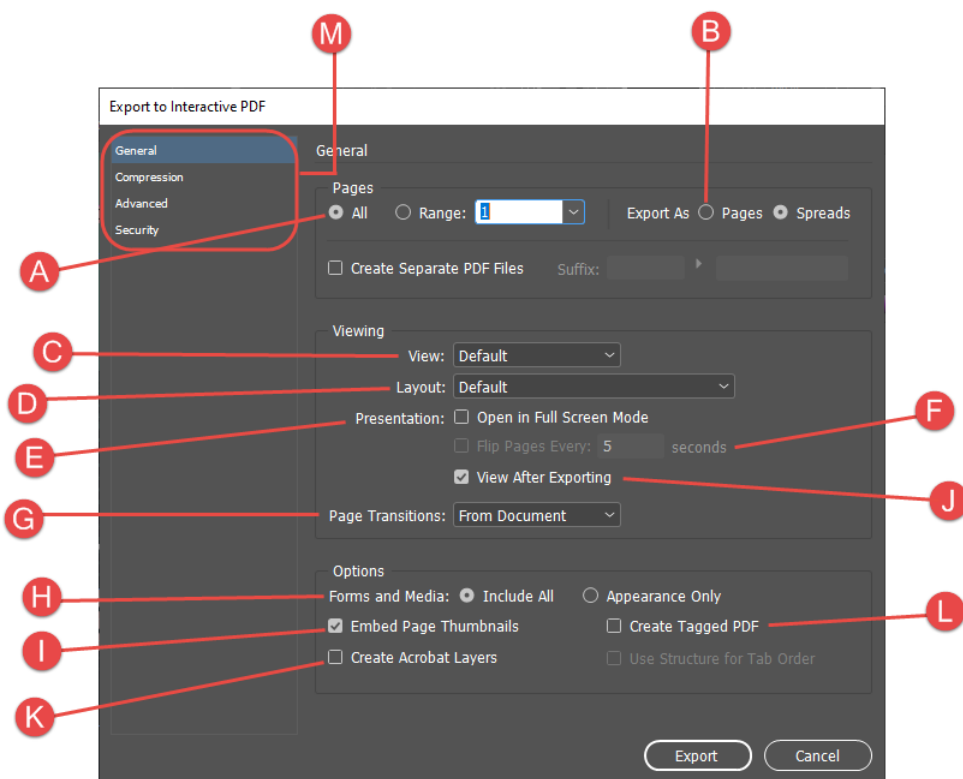 M
B
Export to Interactive PDF
General
Compression
Advanced
Security
General
Pages
All Range: 1 Export As Pages Spreads
A
Create Separate PDF Files Suffix:
Viewing
C
View: Default
D
Layout: Default
E
Presentation: Open in Full Screen Mode
F
Flip Pages Every: 5 seconds
View After Exporting
J
G
Page Transitions: From Document
Options
H
Forms and Media: Include All Appearance Only
I
Embed Page Thumbnails Create Tagged PDF
L
K
Create Acrobat Layers Use Structure for Tab Order
Export Cancel